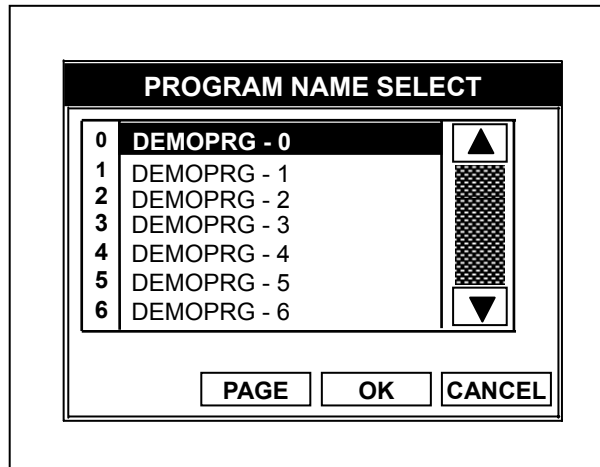 PROGRAM NAME SELECT
0 DEMOPRG - 0
1 DEMOPRG - 1
2 DEMOPRG - 2
3 DEMOPRG - 3
4 DEMOPRG - 4
5 DEMOPRG - 5
6 DEMOPRG - 6
PAGE OK CANCEL